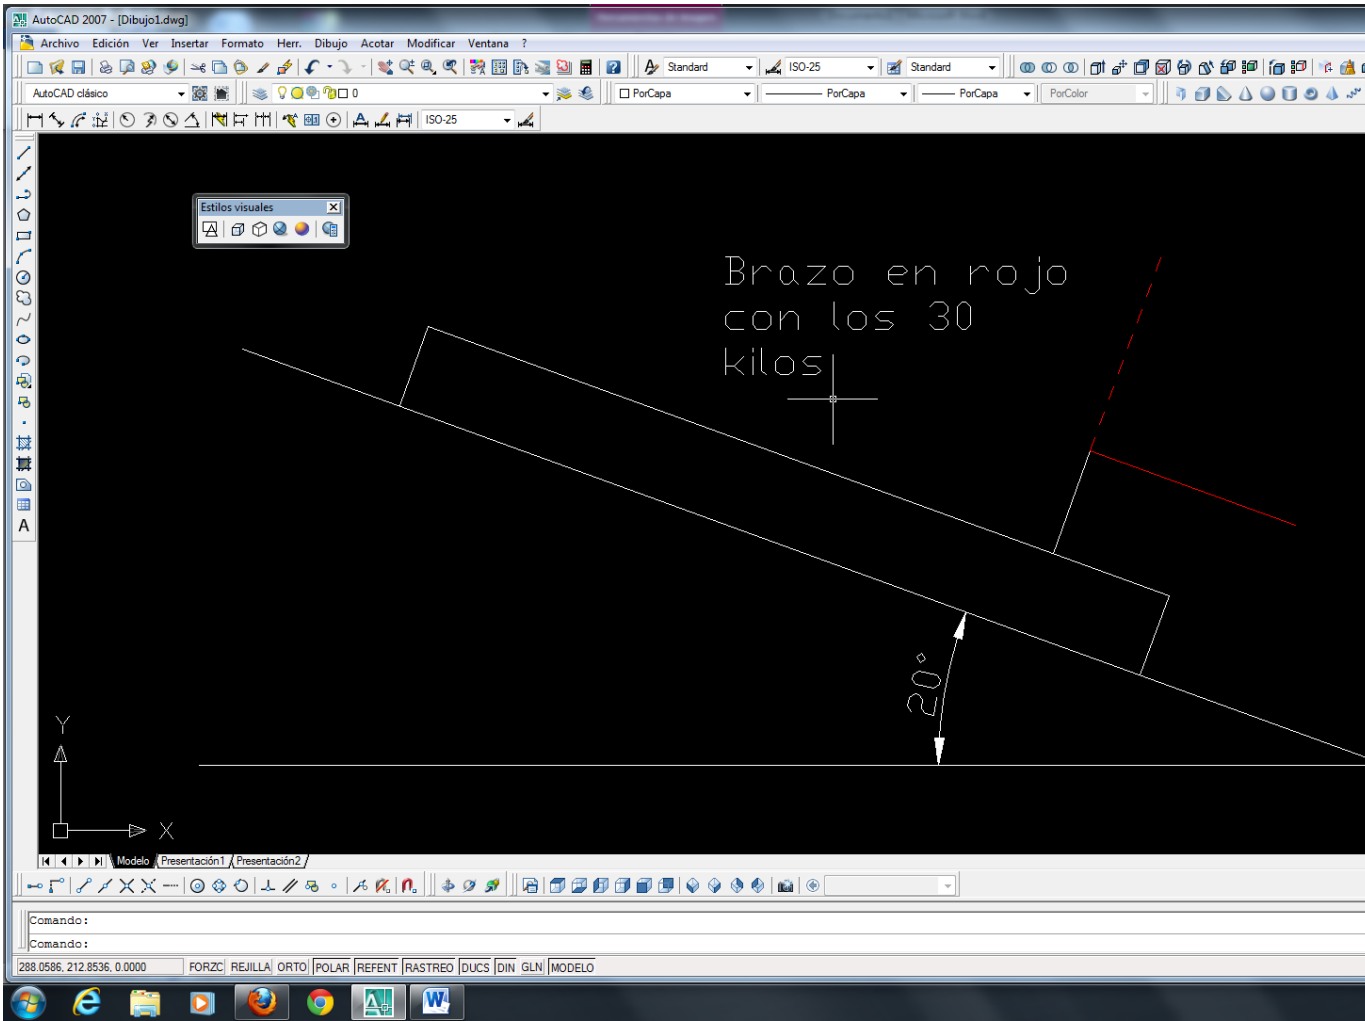 AutoCAD 2007 - [Dibujo1.dwg]
Archivo Edición Ver Insertar Formato Herr. Dibujo Acotar Modificar Ventana ?
Standard ISO-25 Standard
AutoCAD clásico 0 PorCapa PorCapa PorCapa PorColor
ISO-25
Estilos visuales
Brazo en rojo
con los 30
kilos
20°
Y
X
Modelo Presentación1 Presentación2
Comando:
Comando:
288.0586, 212.8536, 0.0000 FORZC REJILLA ORTO POLAR REFENT RASTREO DUCS DIN GLN MODELO